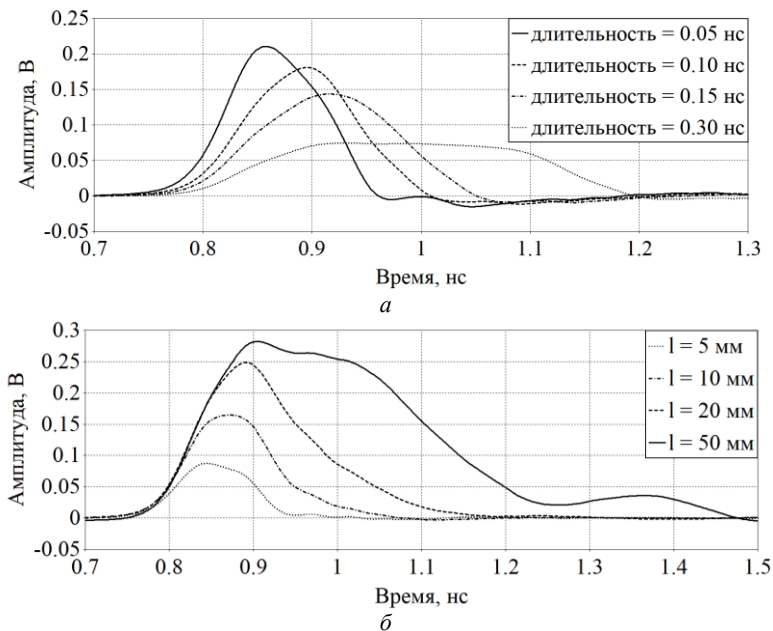 0.25
0.2
0.15
0.1
0.05
0
-0.05
Амплитуда, В
длительность = 0.05 нс
длительность = 0.10 нс
длительность = 0.15 нс
длительность = 0.30 нс
0.7 0.8 0.9 1 1.1 1.2 1.3
Время, нс
а
0.3
0.25
0.2
0.15
0.1
0.05
0
-0.05
Амплитуда, В
l = 5 мм
l = 10 мм
l = 20 мм
l = 50 мм
0.7 0.8 0.9 1 1.1 1.2 1.3 1.4 1.5
Время, нс
б